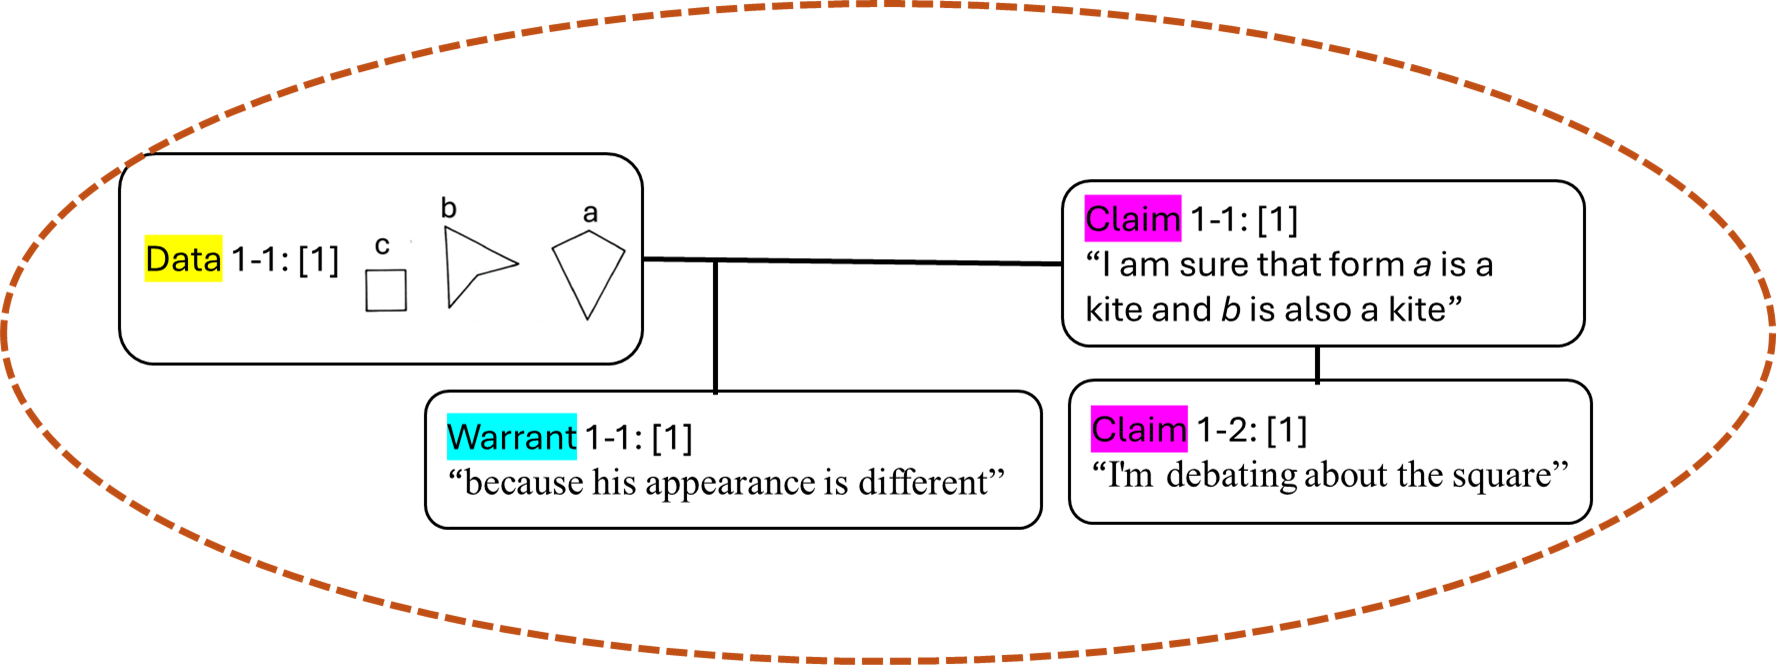 Data 1-1: [1]
c
b
a
Claim 1-1: [1]
“I am sure that form a is a
kite and b is also a kite”
Warrant 1-1: [1]
“because his appearance is different”
Claim 1-2: [1]
“I'm debating about the square”